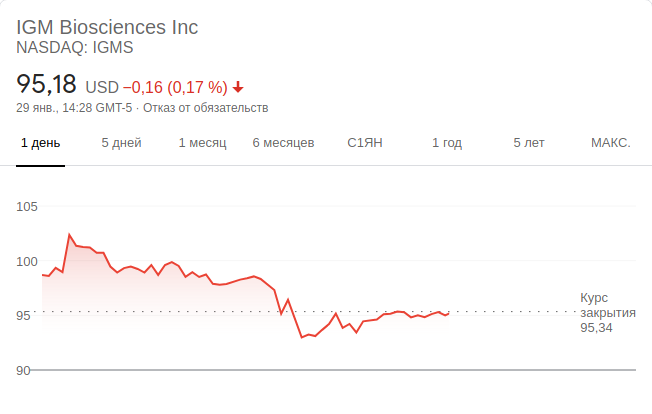 IGM Biosciences Inc
NASDAQ: IGMS
95,18 USD −0,16 (0,17 %)
29 янв., 14:28 GMT-5 · Отказ от обязательств
1 день 5 дней 1 месяц 6 месяцев С1ЯН 1 год 5 лет МАКС.
105
100
95
90
Курс
закрытия
95,34